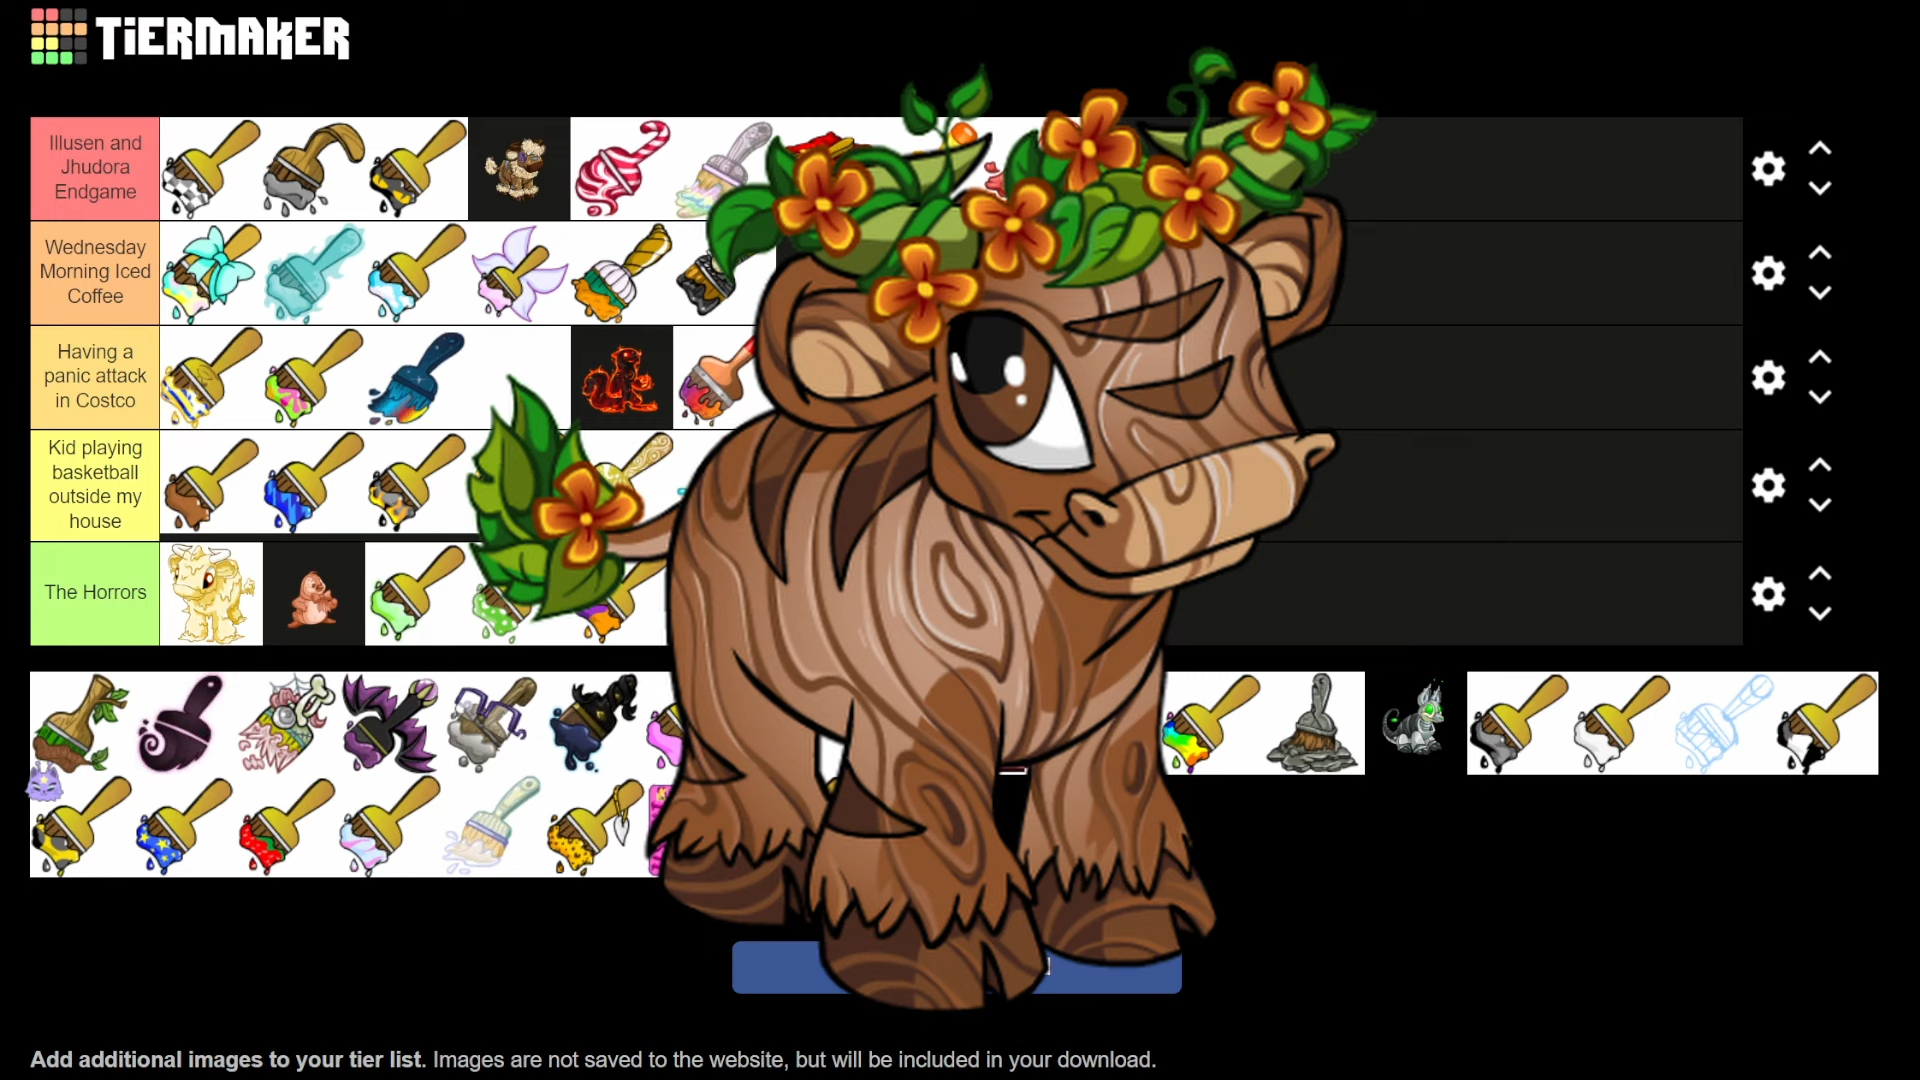 TiERMAKER
Illusen and
Jhudora
Endgame
Wednesday
Morning Iced
Coffee
Having a
panic attack
in Costco
Kid playing
basketball
outside my
house
The Horrors
Add additional images to your tier list. Images are not saved to the website, but will be included in your download.